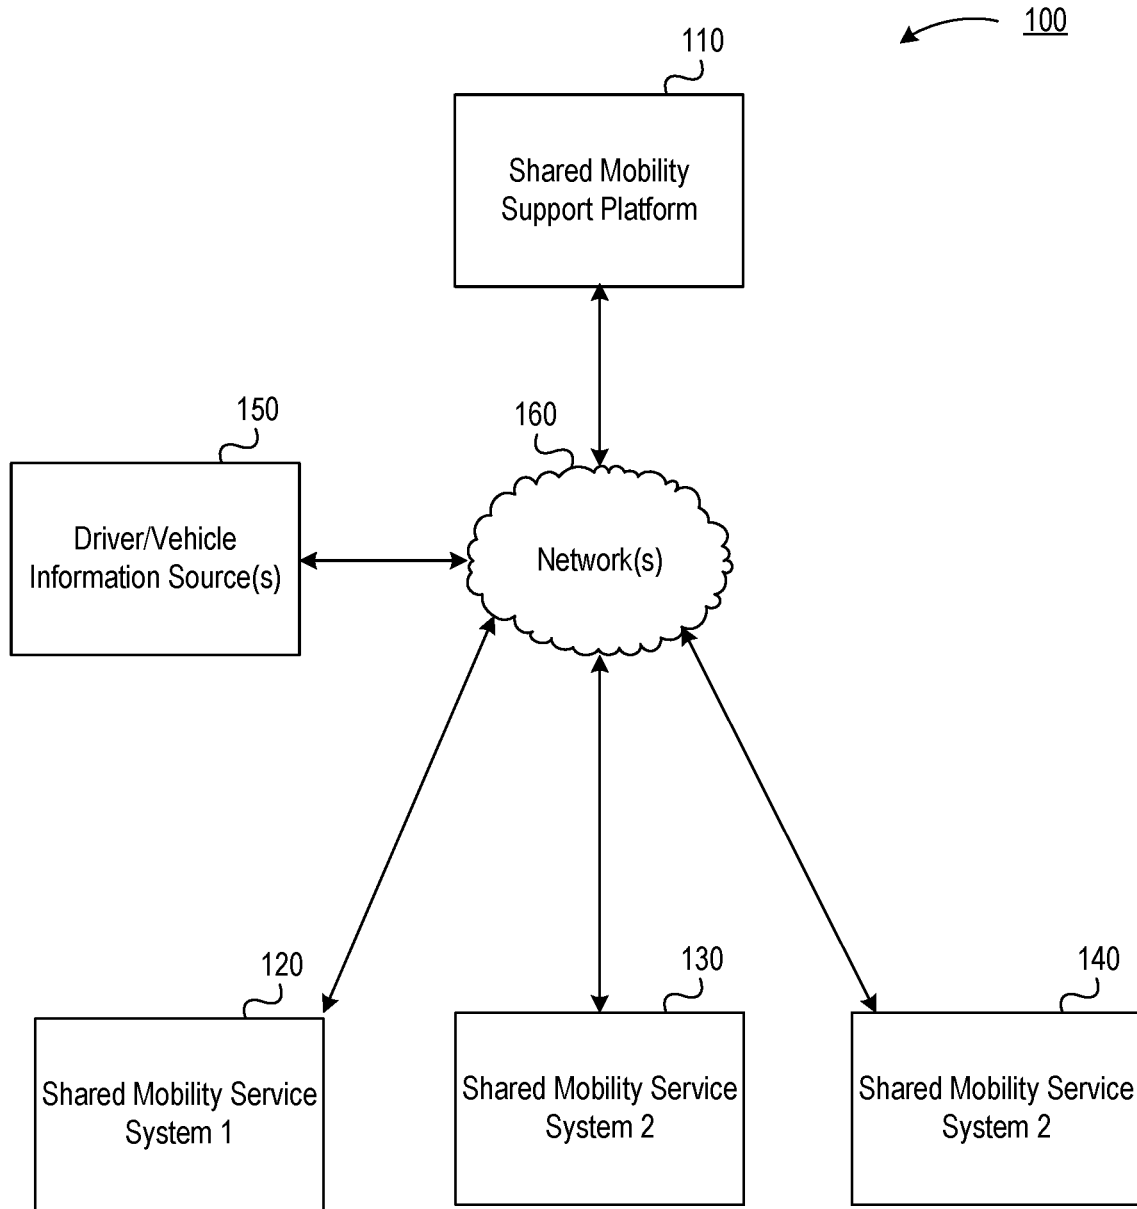 100
110
Shared Mobility
Support Platform
150
160
Driver/Vehicle
Information Source(s)
Network(s)
120
130
140
Shared Mobility Service
System 1
Shared Mobility Service
System 2
Shared Mobility Service
System 2